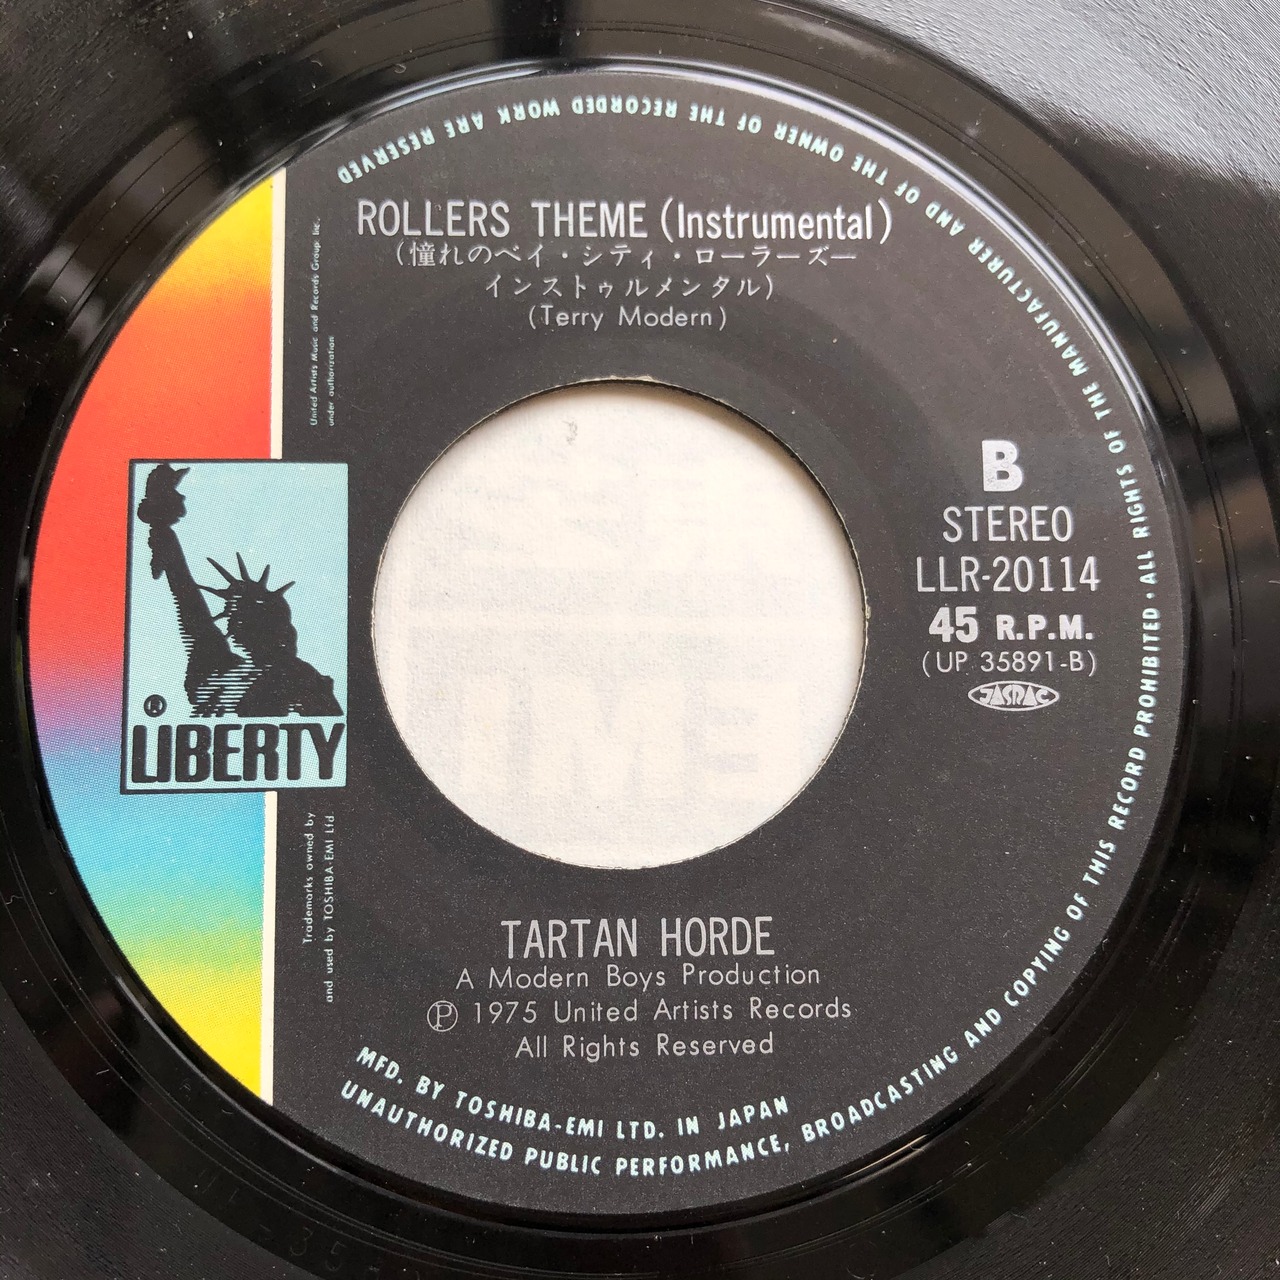 ROLLERS THEME (Instrumental)
(憧れのベイ・シティ・ローラーズー
インストゥルメンタル)
(Terry Modern)
United Artists Music and Records Group. Inc.
under authorization
B
STEREO
LLR-20114
45 R.P.M.
(UP 35891-B)
JASRAC
® LIBERTY
Trademarks owned by
and used by TOSHIBA-EMI Ltd.
TARTAN HORDE
A Modern Boys Production
Ⓟ 1975 United Artists Records
All Rights Reserved
MFD. BY TOSHIBA-EMI LTD. IN JAPAN
UNAUTHORIZED PUBLIC PERFORMANCE, BROADCASTING AND COPYING OF THIS RECORD PROHIBITED · ALL RIGHTS OF THE MANUFACTURER AND OF THE OWNER OF THE RECORDED WORK ARE RESERVED